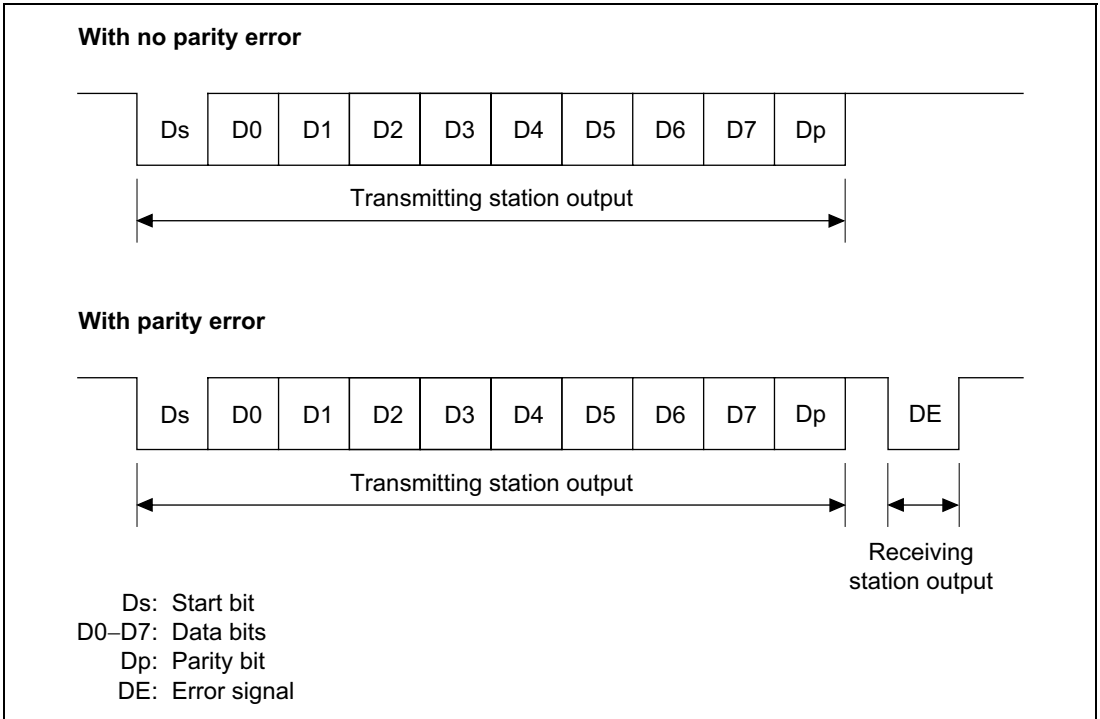 With no parity error
Ds D0 D1 D2 D3 D4 D5 D6 D7 Dp
Transmitting station output
With parity error
Ds D0 D1 D2 D3 D4 D5 D6 D7 Dp DE
Transmitting station output
Receiving
station output
Ds: Start bit
D0–D7: Data bits
Dp: Parity bit
DE: Error signal